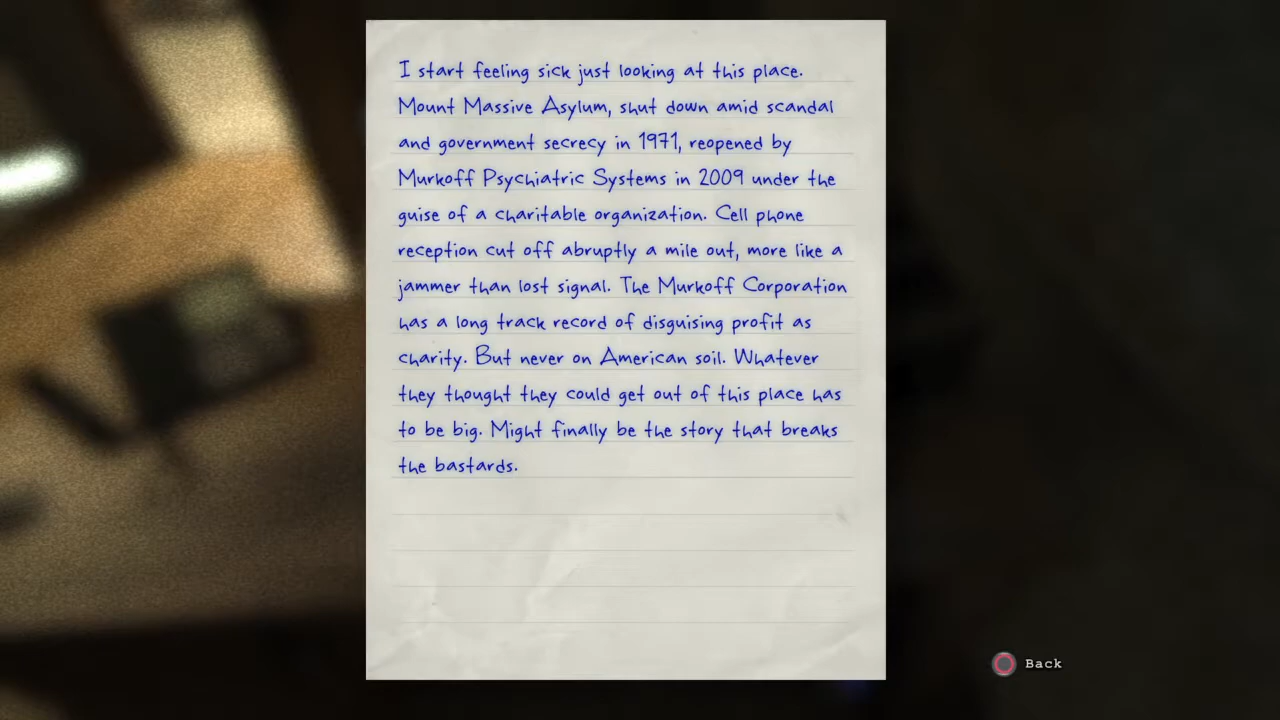 I start feeling sick just looking at this place.
Mount Massive Asylum, shut down amid scandal
and government secrecy in 1971, reopened by
Murkoff Psychiatric Systems in 2009 under the
guise of a charitable organization. Cell phone
reception cut off abruptly a mile out, more like a
jammer than lost signal. The Murkoff Corporation
has a long track record of disguising profit as
charity. But never on American soil. Whatever
they thought they could get out of this place has
to be big. Might finally be the story that breaks
the bastards.
Back